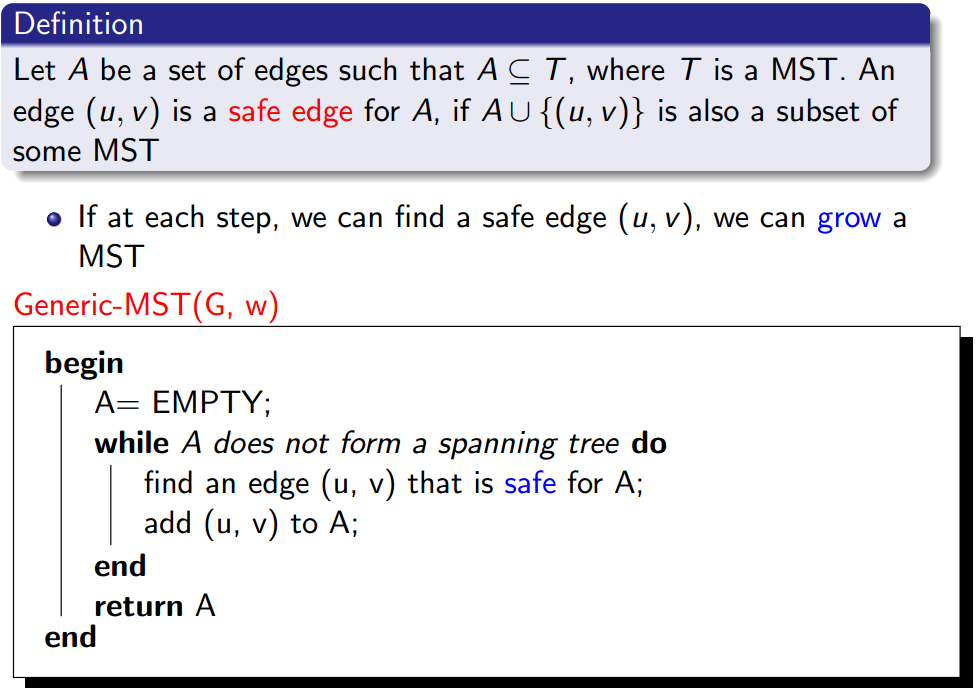 Definition
Let A be a set of edges such that A ⊆ T, where T is a MST. An
edge (u, v) is a safe edge for A, if A ∪ {(u, v)} is also a subset of
some MST
If at each step, we can find a safe edge (u, v), we can grow a
MST
Generic-MST(G, w)
begin
A= EMPTY;
while A does not form a spanning tree do
find an edge (u, v) that is safe for A;
add (u, v) to A;
end
return A
end